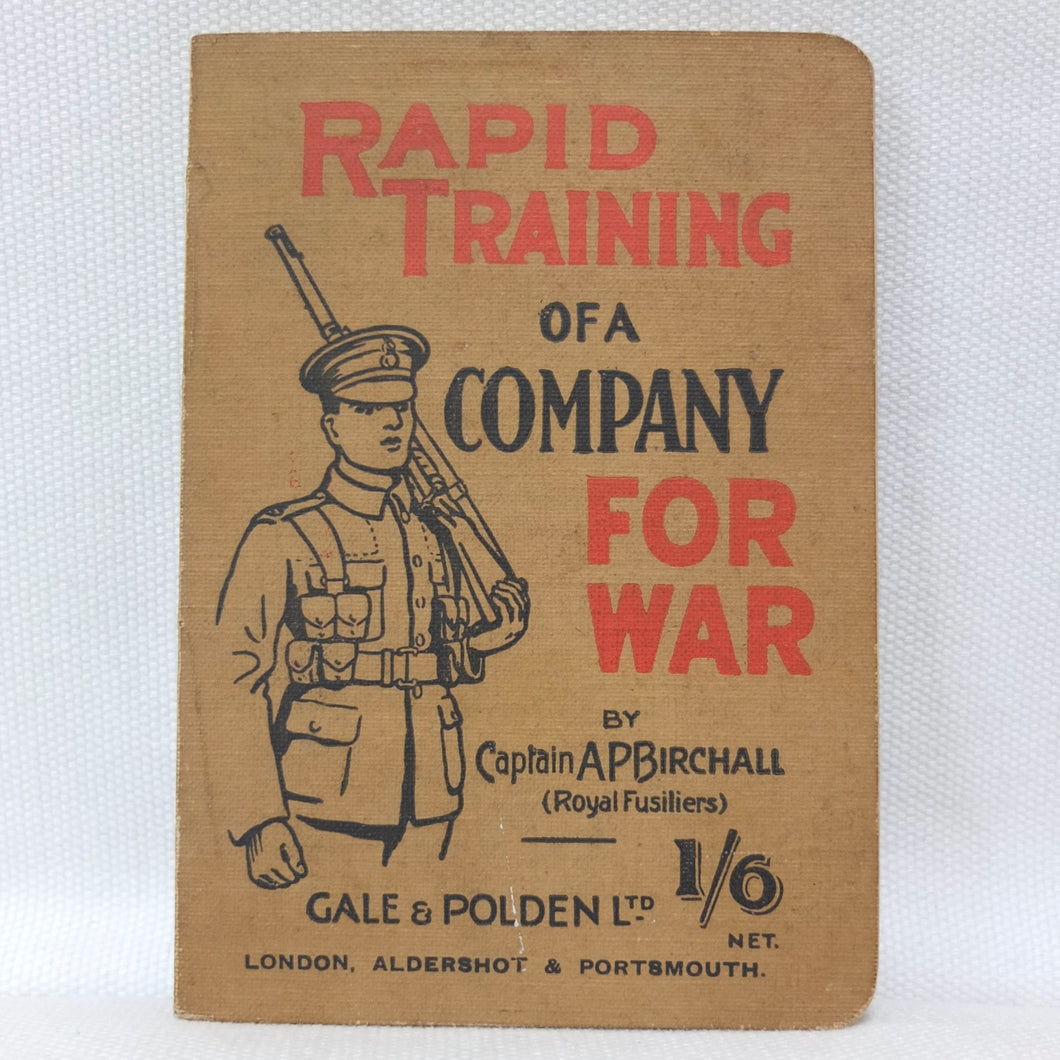 RAPID
TRAINING
OF A
COMPANY
FOR
WAR
BY
Captain A P BIRCHALL
(Royal Fusiliers)
1/6
NET.
GALE & POLDEN LTD
LONDON, ALDERSHOT & PORTSMOUTH.